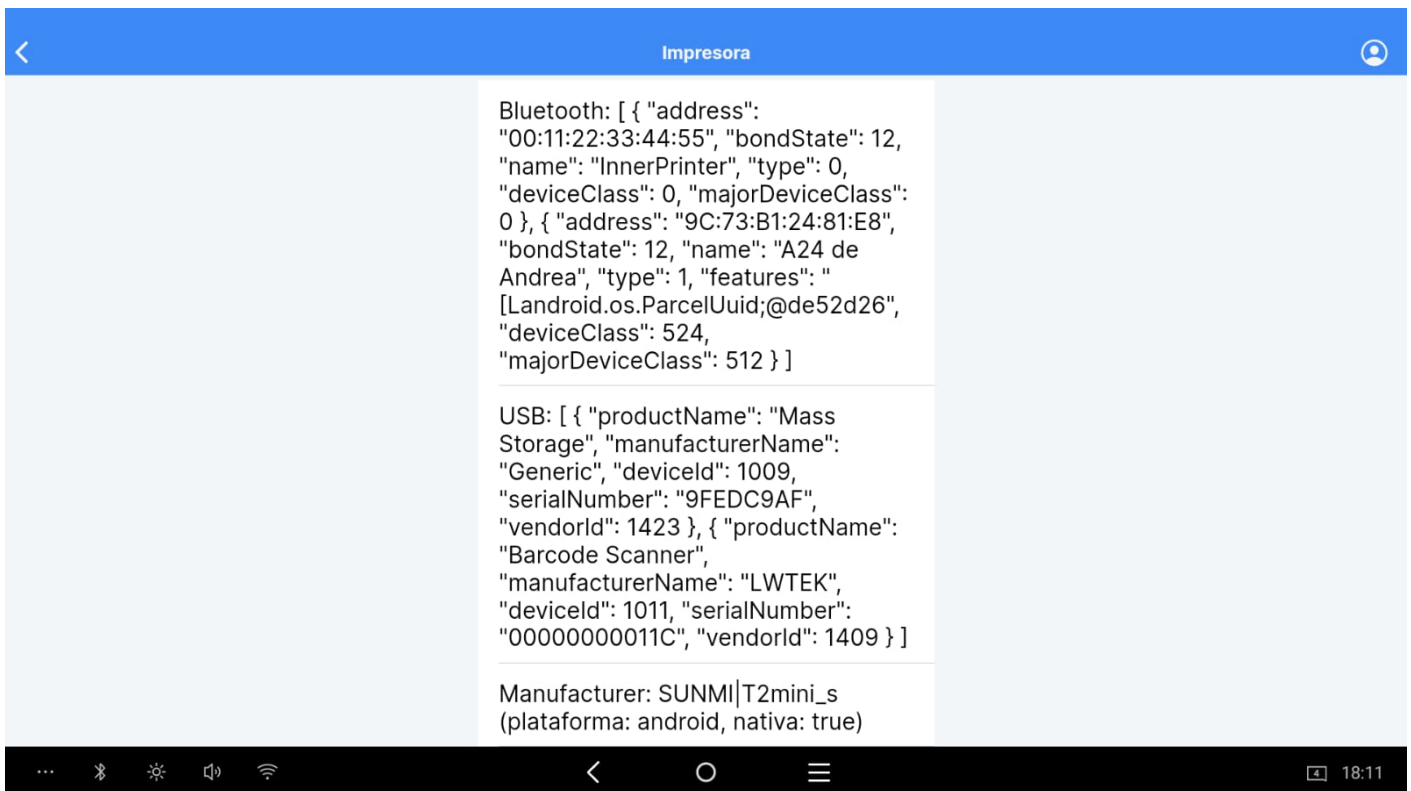 Impresora
Bluetooth: [ { "address":
"00:11:22:33:44:55", "bondState": 12,
"name": "InnerPrinter", "type": 0,
"deviceClass": 0, "majorDeviceClass":
0 }, { "address": "9C:73:B1:24:81:E8",
"bondState": 12, "name": "A24 de
Andrea", "type": 1, "features": "
[Landroid.os.ParcelUuid;@de52d26",
"deviceClass": 524,
"majorDeviceClass": 512 } ]
USB: [ { "productName": "Mass
Storage", "manufacturerName":
"Generic", "deviceId": 1009,
"serialNumber": "9FEDC9AF",
"vendorId": 1423 }, { "productName":
"Barcode Scanner",
"manufacturerName": "LWTEK",
"deviceId": 1011, "serialNumber":
"00000000011C", "vendorId": 1409 } ]
Manufacturer: SUNMI|T2mini_s
(plataforma: android, nativa: true)
4 18:11